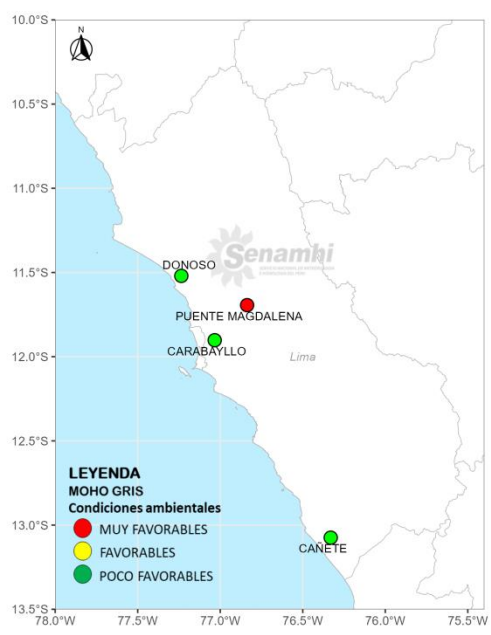 10.0°S
N
10.5°S
11.0°S
11.5°S
12.0°S
12.5°S
13.0°S
13.5°S
Senamhi
DONOSO
PUENTE MAGDALENA
CARABAYLLO
Lima
CAÑETE
LEYENDA
MOHO GRIS
Condiciones ambientales
MUY FAVORABLES
FAVORABLES
POCO FAVORABLES
78.0°W 77.5°W 77.0°W 76.5°W 76.0°W 75.5°W